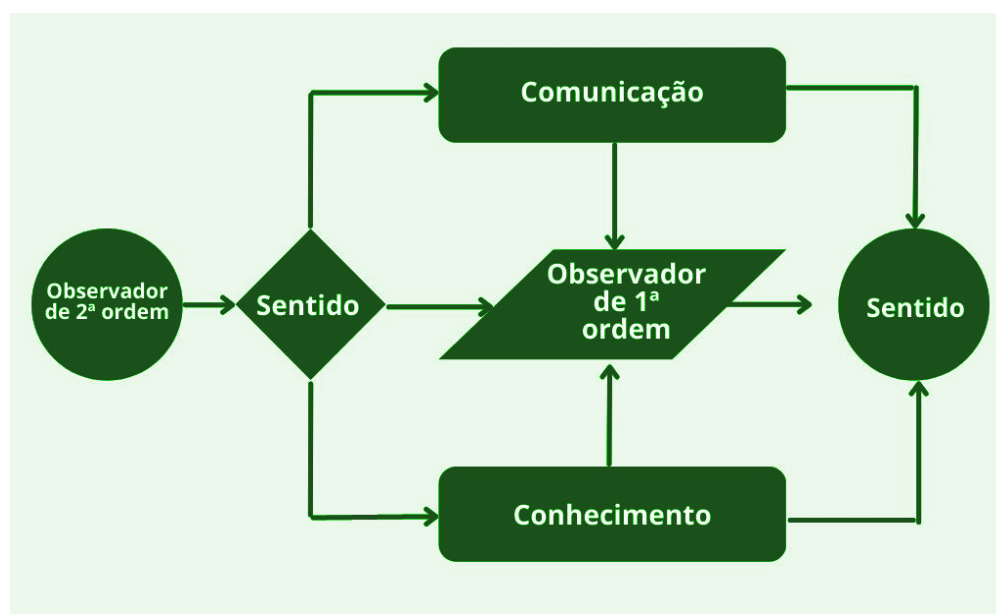 Comunicação
Observador
de 2ª ordem
Sentido
Observador
de 1ª
ordem
Sentido
Conhecimento